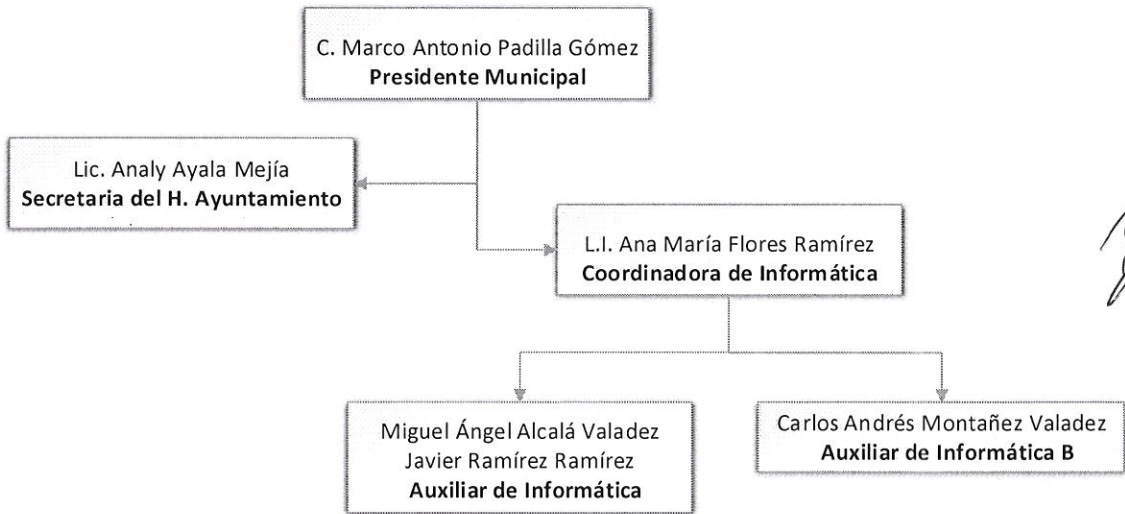 C. Marco Antonio Padilla Gómez
Presidente Municipal
Lic. Analy Ayala Mejía
Secretaria del H. Ayuntamiento
L.I. Ana María Flores Ramírez
Coordinadora de Informática
Miguel Ángel Alcalá Valadez
Javier Ramírez Ramírez
Auxiliar de Informática
Carlos Andrés Montañez Valadez
Auxiliar de Informática B